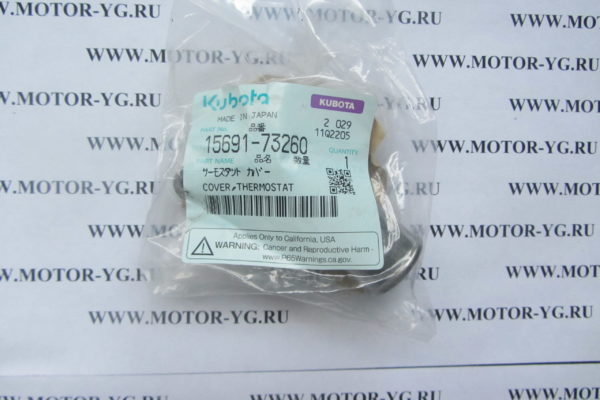 WWW.MOTOR-YG.RU WWW.MOTOR-YG.RU
WWW.MOTOR-YG.RU
WWW.MOTOR-YG.RU
WWW.MOTOR-YG.RU
WWW.MOTOR-YG.RU
WWW.MOTOR-YG.RU
WWW.MOTOR-YG.RU WWW.MOTOR-YG.RU
Kubota KUBOTA
MADE IN JAPAN 2 029
PART NO. 品番 11Q2205
15691-73260 QUANTITY
PART NAME 品名 数量 1
サーモスタット カバー
COVER,THERMOSTAT
Applies Only to California, USA
WARNING: Cancer and Reproductive Harm -
www.P65Warnings.ca.gov.